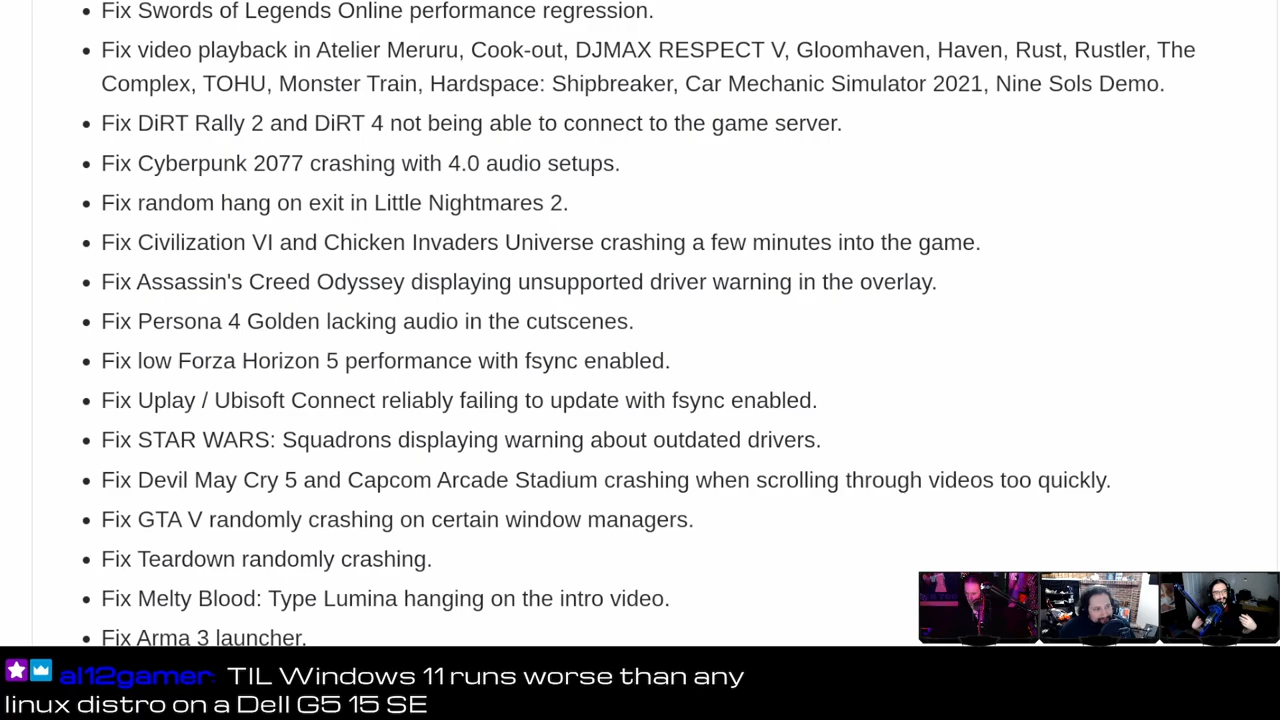 Fix Swords of Legends Online performance regression.
Fix video playback in Atelier Meruru, Cook-out, DJMAX RESPECT V, Gloomhaven, Haven, Rust, Rustler, The
Complex, TOHU, Monster Train, Hardspace: Shipbreaker, Car Mechanic Simulator 2021, Nine Sols Demo.
Fix DiRT Rally 2 and DiRT 4 not being able to connect to the game server.
Fix Cyberpunk 2077 crashing with 4.0 audio setups.
Fix random hang on exit in Little Nightmares 2.
Fix Civilization VI and Chicken Invaders Universe crashing a few minutes into the game.
Fix Assassin's Creed Odyssey displaying unsupported driver warning in the overlay.
Fix Persona 4 Golden lacking audio in the cutscenes.
Fix low Forza Horizon 5 performance with fsync enabled.
Fix Uplay / Ubisoft Connect reliably failing to update with fsync enabled.
Fix STAR WARS: Squadrons displaying warning about outdated drivers.
Fix Devil May Cry 5 and Capcom Arcade Stadium crashing when scrolling through videos too quickly.
Fix GTA V randomly crashing on certain window managers.
Fix Teardown randomly crashing.
Fix Melty Blood: Type Lumina hanging on the intro video.
Fix Arma 3 launcher.
al12gamer: TIL Windows 11 runs worse than any
linux distro on a Dell G5 15 SE